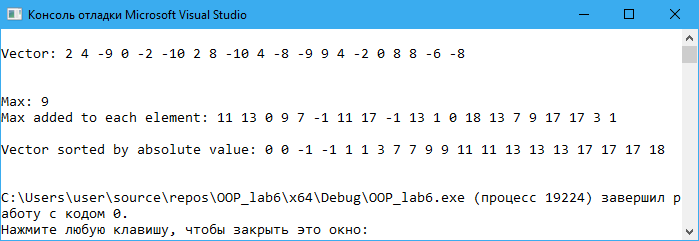 Консоль отладки Microsoft Visual Studio
Vector: 2 4 -9 0 -2 -10 2 8 -10 4 -8 -9 9 4 -2 0 8 8 -6 -8
Max: 9
Max added to each element: 11 13 0 9 7 -1 11 17 -1 13 1 0 18 13 7 9 17 17 3 1
Vector sorted by absolute value: 0 0 -1 -1 1 1 3 7 7 9 9 11 11 13 13 13 17 17 17 18
C:\Users\user\source\repos\OOP_lab6\x64\Debug\OOP_lab6.exe (процесс 19224) завершил р
аботу с кодом 0.
Нажмите любую клавишу, чтобы закрыть это окно: